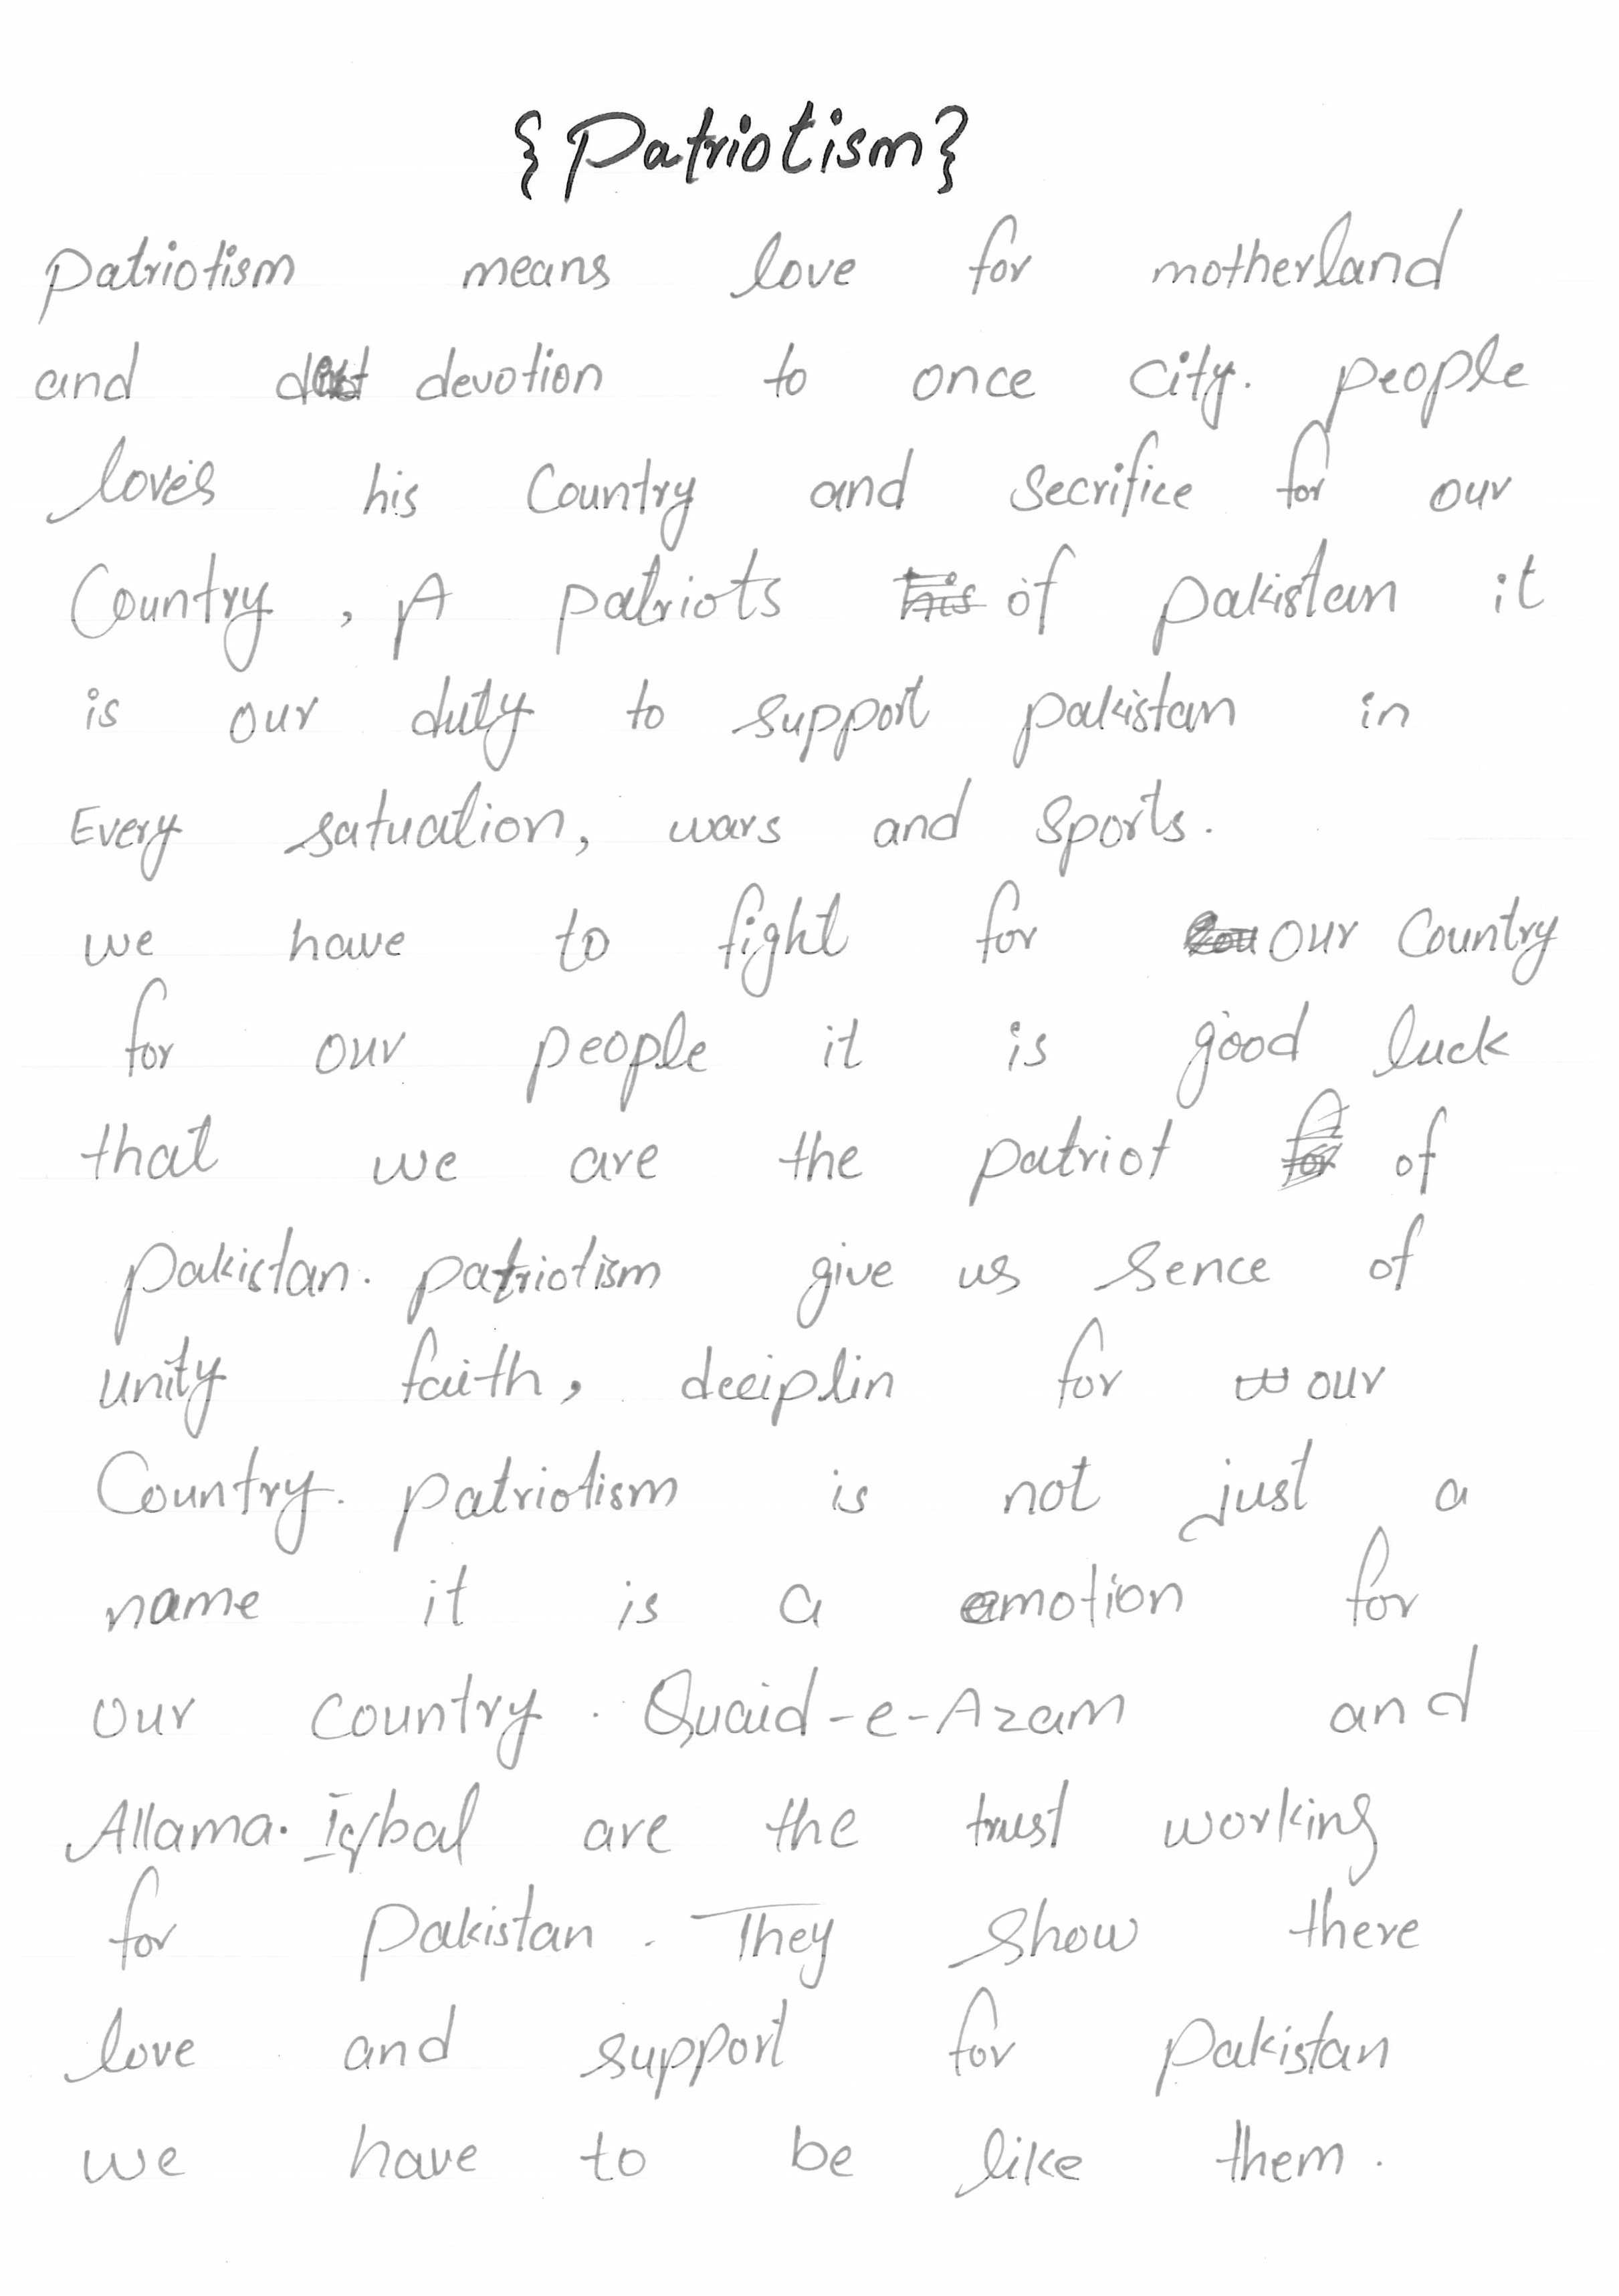 {Patriotism}
Patriotism means love for motherland
and devotion to once city. people
loves his Country and secrifice for our
Country , A patriots of pakistan it
is our duty to support pakistan in
Every satuation, wars and sports.
we have to fight for our Country
for our people it is good luck
that we are the patriot of
pakistan. patriotism give us sence of
unity faith, deciplin for our
Country. patriotism is not just a
name it is a emotion for
our country. Quaid-e-Azam and
Allama. Iqbal are the trust working
for Pakistan. They show there
love and support for Pakistan
we have to be like them.